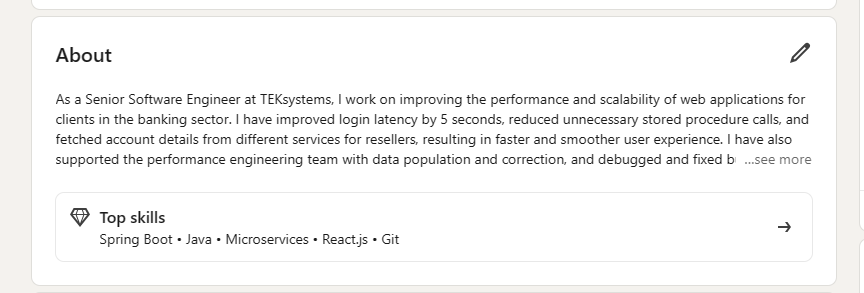 About
As a Senior Software Engineer at TEKsystems, I work on improving the performance and scalability of web applications for
clients in the banking sector. I have improved login latency by 5 seconds, reduced unnecessary stored procedure calls, and
fetched account details from different services for resellers, resulting in faster and smoother user experience. I have also
supported the performance engineering team with data population and correction, and debugged and fixed b ...see more
Top skills
Spring Boot • Java • Microservices • React.js • Git